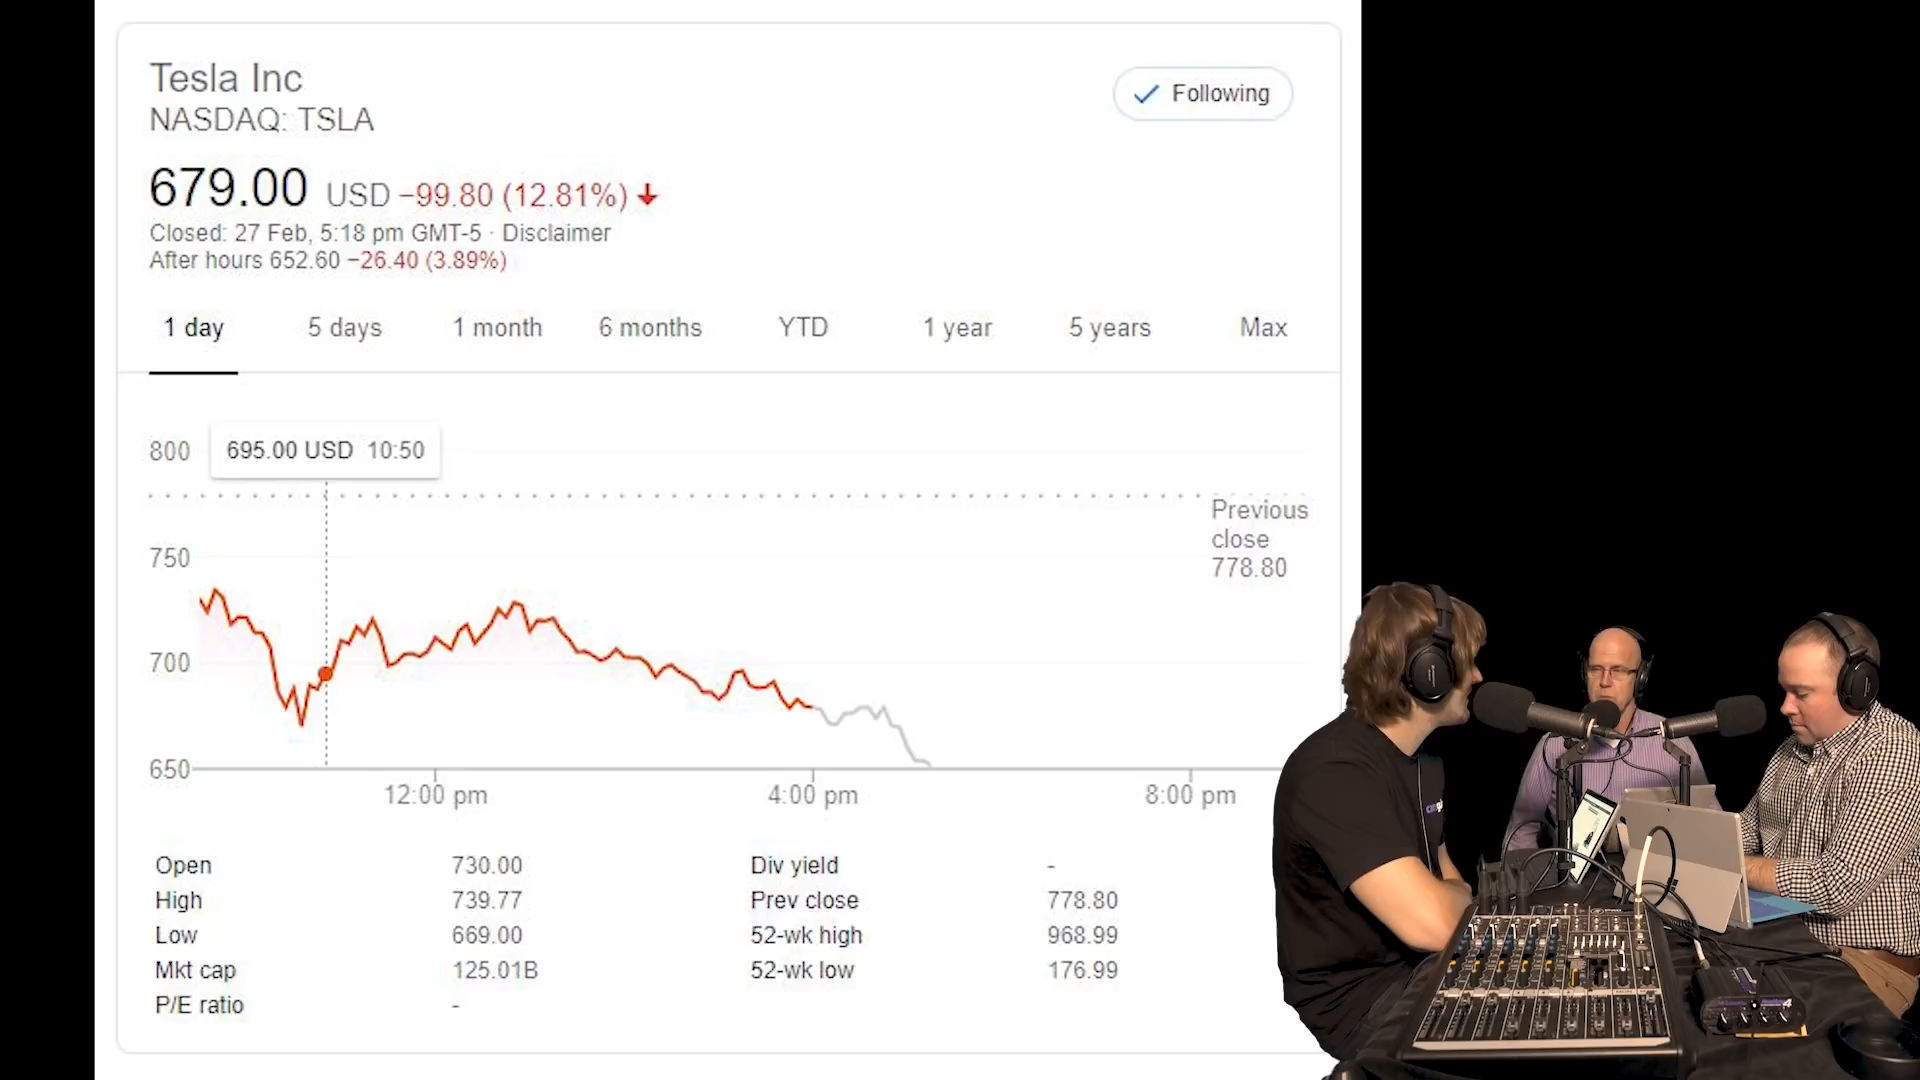 Tesla Inc
Following
NASDAQ: TSLA
679.00 USD −99.80 (12.81%)
Closed: 27 Feb, 5:18 pm GMT-5 · Disclaimer
After hours 652.60 −26.40 (3.89%)
1 day 5 days 1 month 6 months YTD 1 year 5 years Max
800
695.00 USD 10:50
Previous
close
778.80
750
700
650
12:00 pm 4:00 pm 8:00 pm
Open 730.00 Div yield -
High 739.77 Prev close 778.80
Low 669.00 52-wk high 968.99
Mkt cap 125.01B 52-wk low 176.99
P/E ratio -